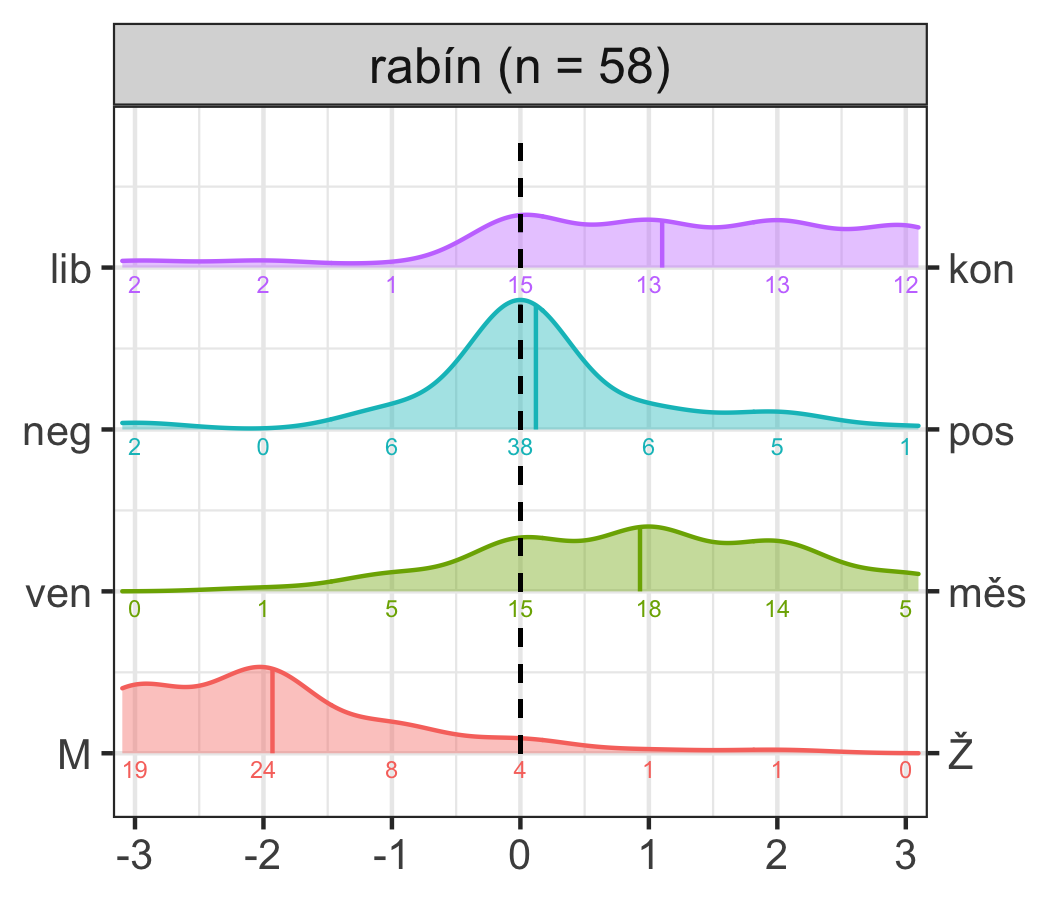 rabín (n = 58)
lib kon
2 2 1 15 13 13 12
neg pos
2 0 6 38 6 5 1
ven měs
0 1 5 15 18 14 5
M Ž
19 24 8 4 1 1 0
-3 -2 -1 0 1 2 3